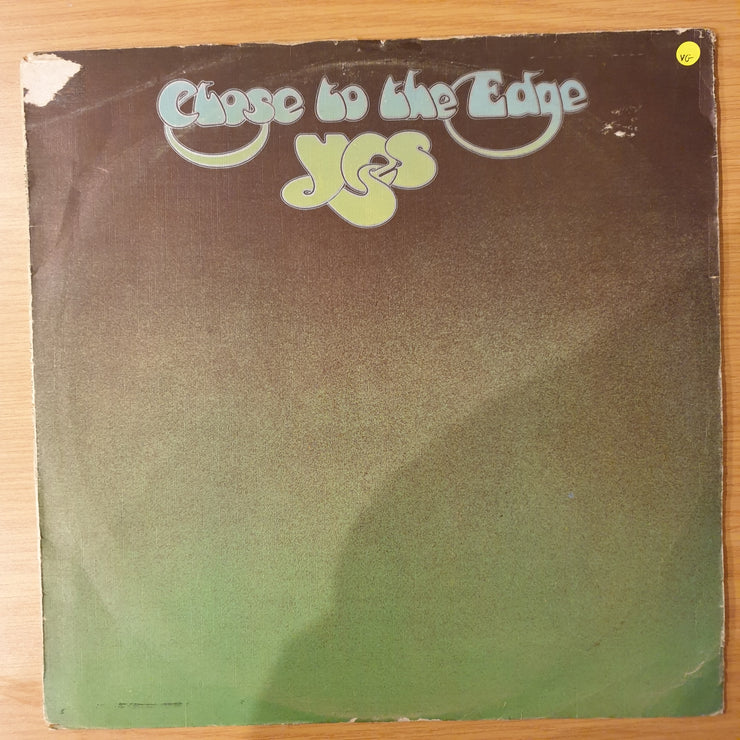 VG-
Close to the Edge
yes